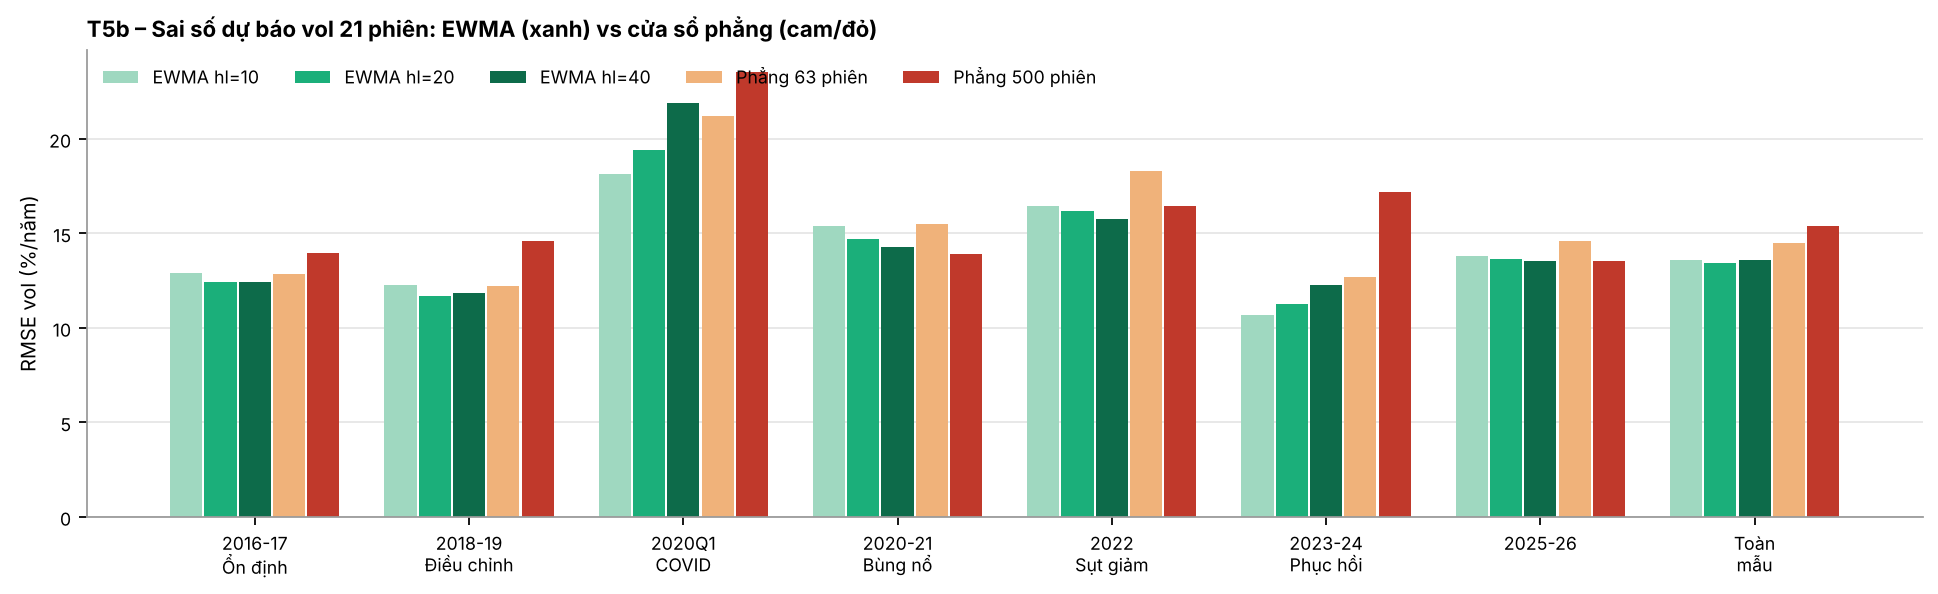 T5b – Sai số dự báo vol 21 phiên: EWMA (xanh) vs cửa sổ phẳng (cam/đỏ)
EWMA hl=10 EWMA hl=20 EWMA hl=40 Phẳng 63 phiên Phẳng 500 phiên
RMSE vol (%/năm)
20
15
10
5
0
2016-17 2018-19 2020Q1 2020-21 2022 2023-24 2025-26 Toàn
Ổn định Điều chỉnh COVID Bùng nổ Sụt giảm Phục hồi mẫu